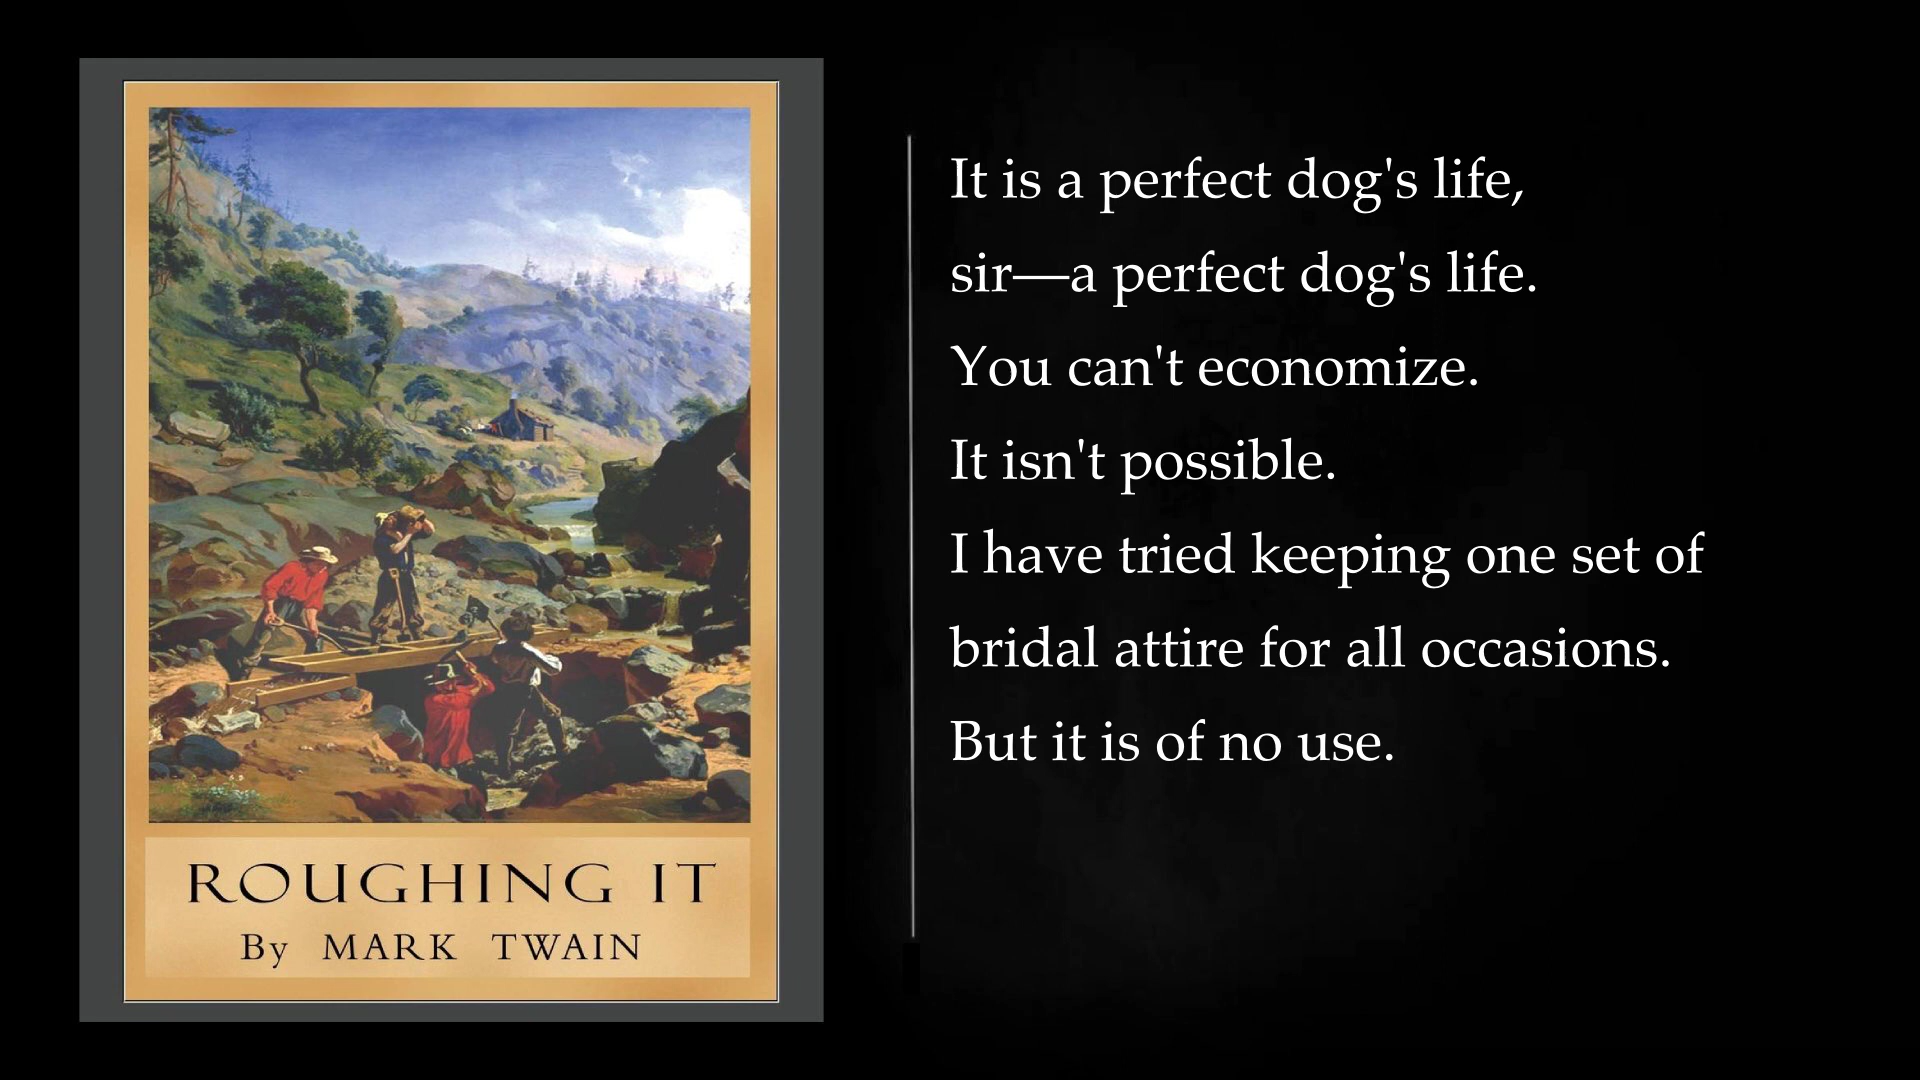 ROUGHING IT
By MARK TWAIN
It is a perfect dog's life,
sir—a perfect dog's life.
You can't economize.
It isn't possible.
I have tried keeping one set of
bridal attire for all occasions.
But it is of no use.